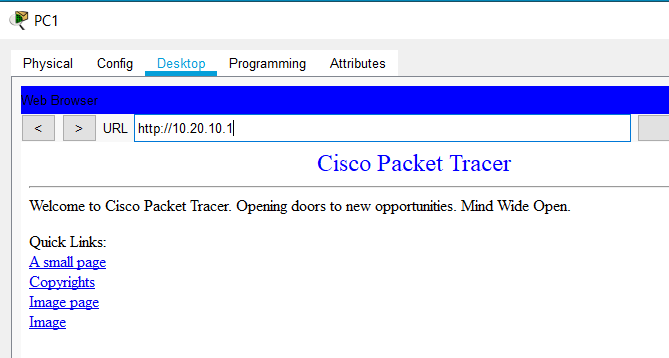 PC1
Physical Config Desktop Programming Attributes
Web Browser
< > URL http://10.20.10.1
Cisco Packet Tracer
Welcome to Cisco Packet Tracer. Opening doors to new opportunities. Mind Wide Open.
Quick Links:
A small page
Copyrights
Image page
Image